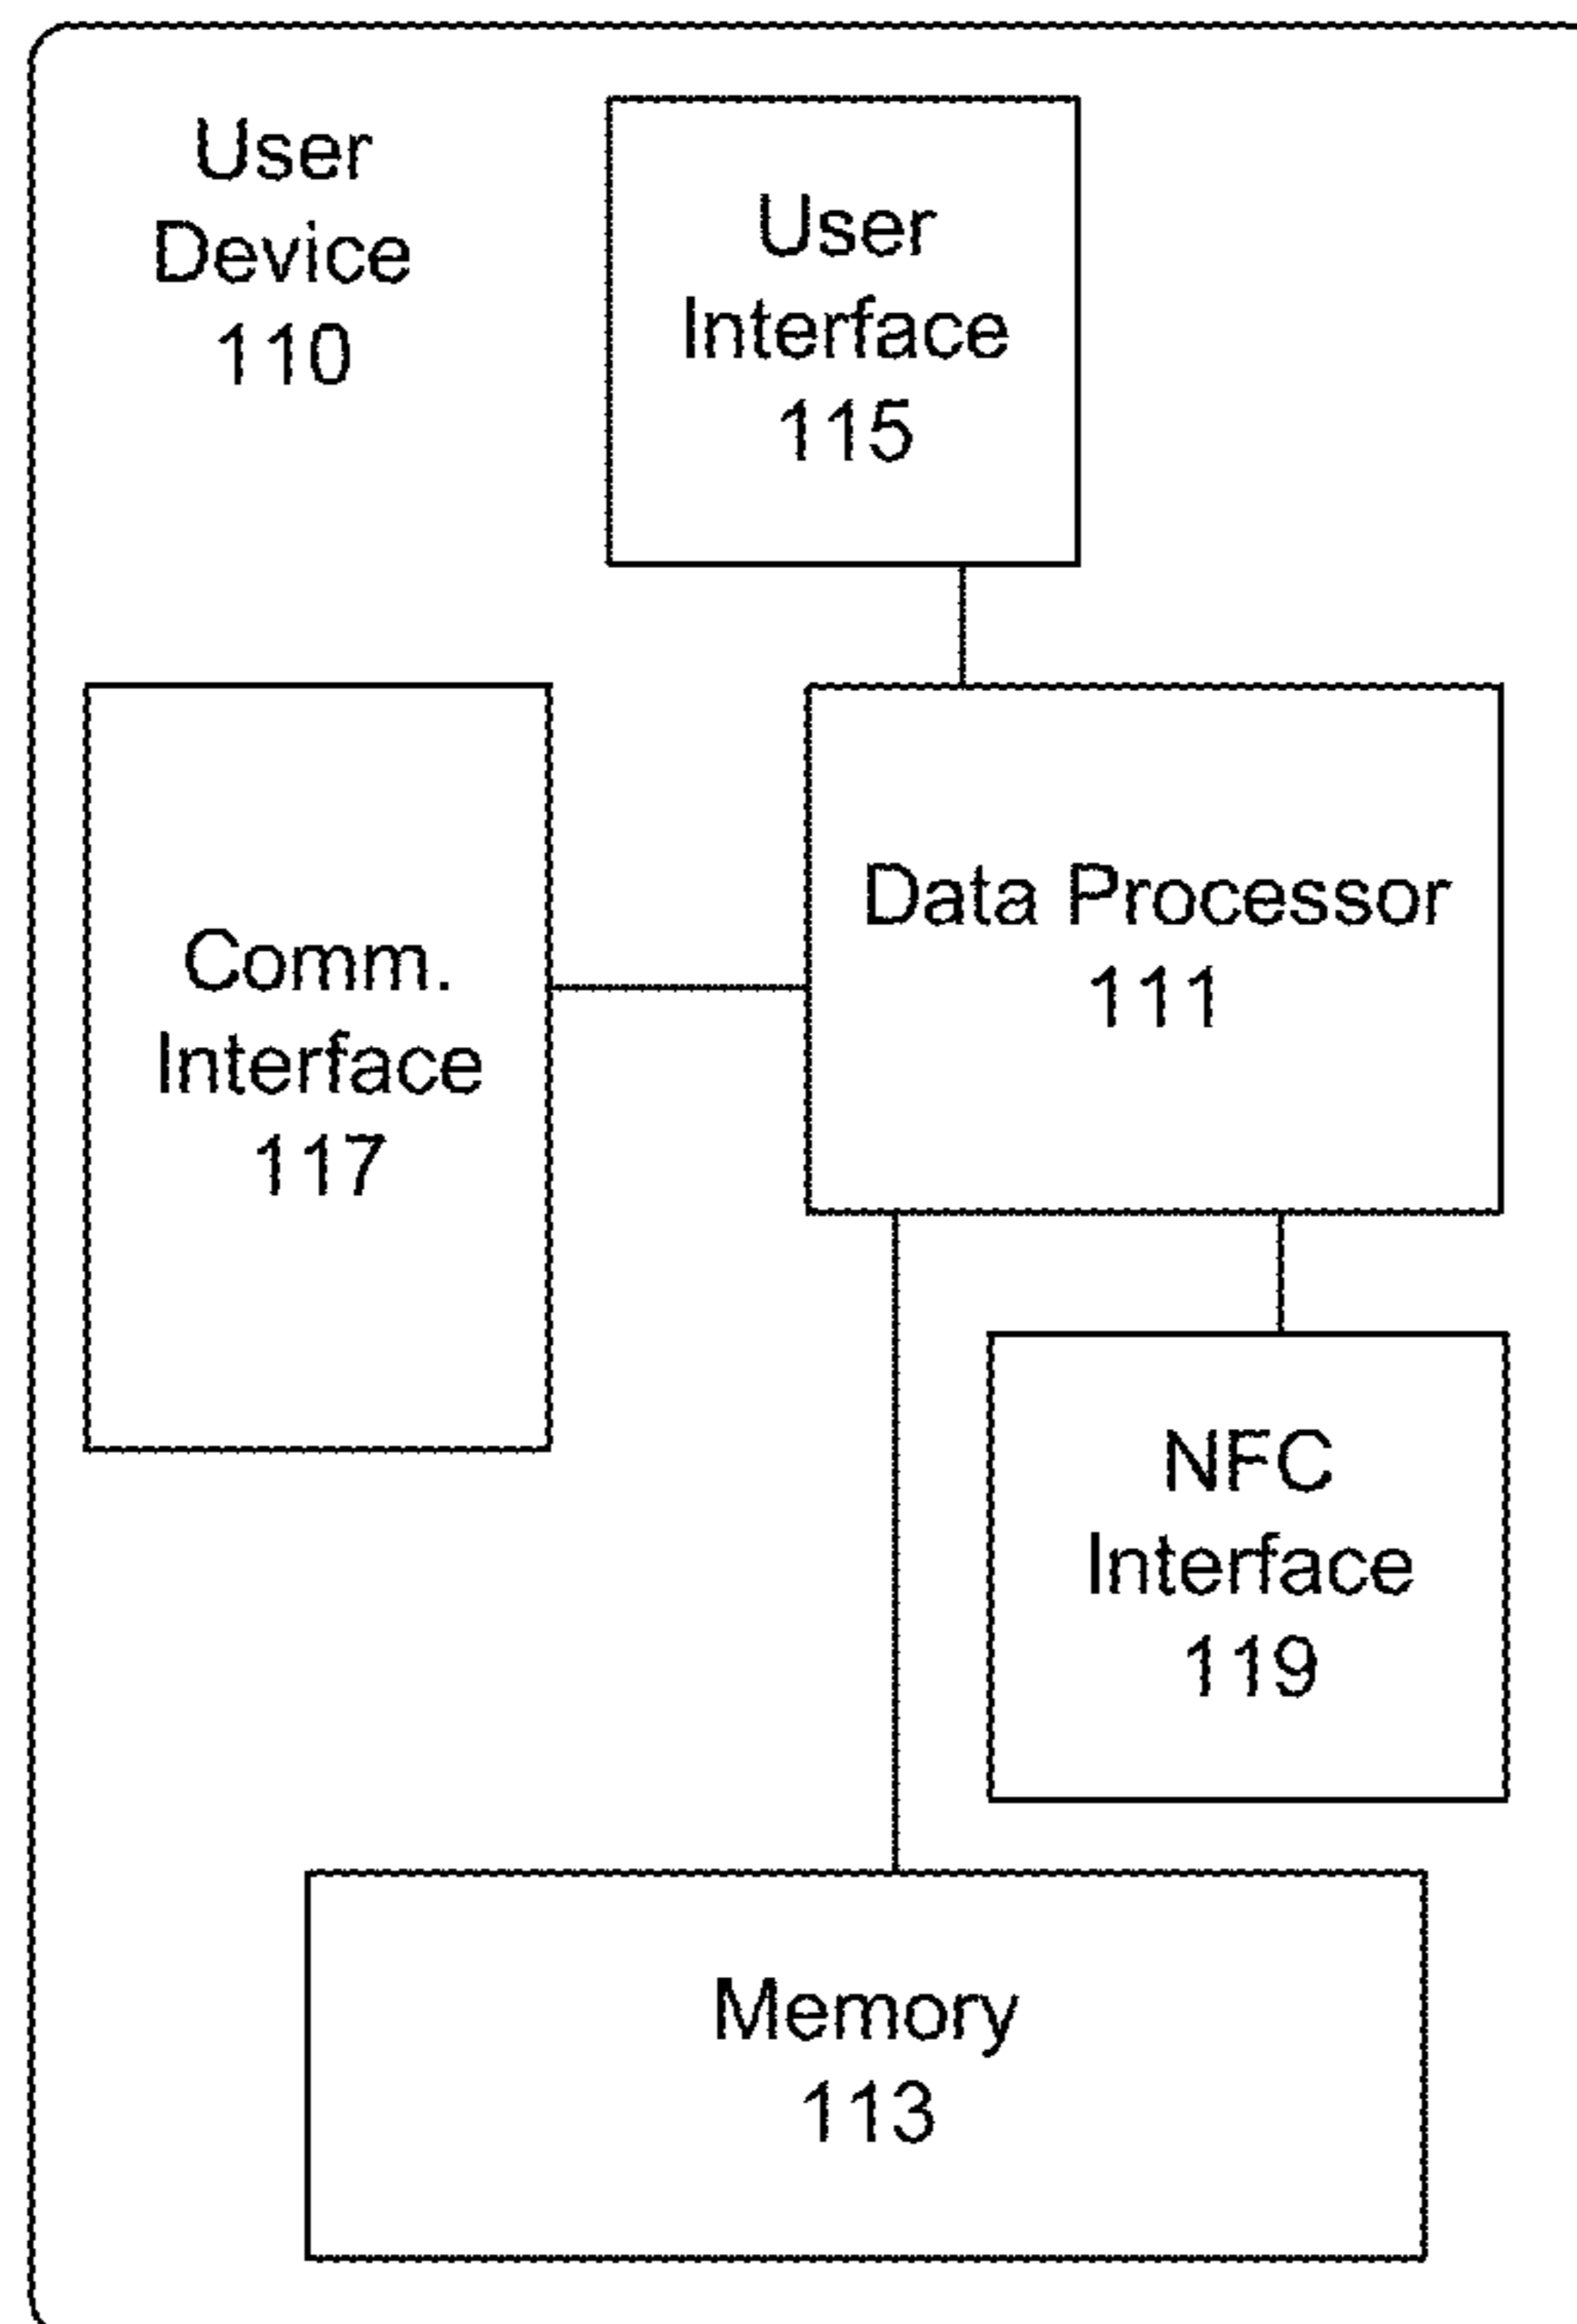 User
Device
110
User
Interface
115
Comm.
Interface
117
Data Processor
111
NFC
Interface
119
Memory
113